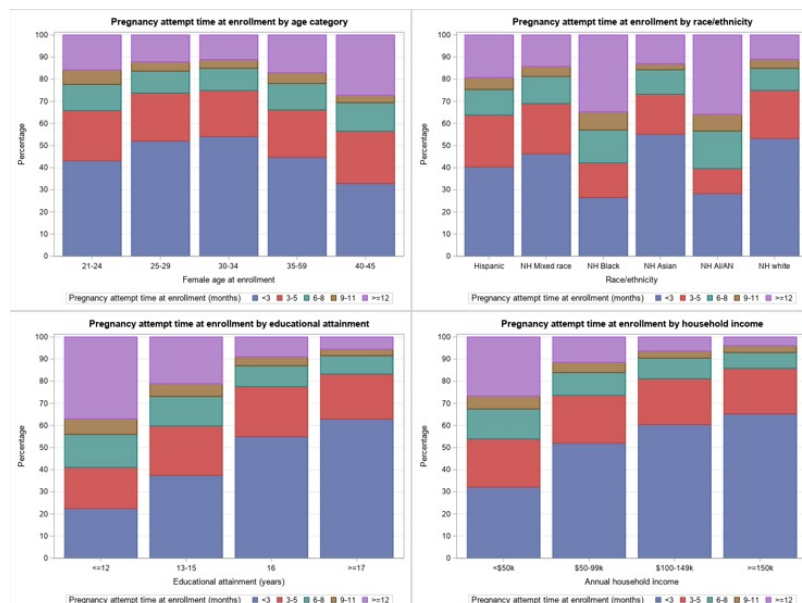 Pregnancy attempt time at enrollment by age category
100
90
80
70
60
50
40
30
20
10
0
Percentage
21-24 25-29 30-34 35-59 40-45
Female age at enrollment
Pregnancy attempt time at enrollment (months) <3 3-5 6-8 9-11 >=12
Pregnancy attempt time at enrollment by race/ethnicity
100
90
80
70
60
50
40
30
20
10
0
Percentage
Hispanic NH Mixed race NH Black NH Asian NH AI/AN NH white
Race/ethnicity
Pregnancy attempt time at enrollment (months) <3 3-5 6-8 9-11 >=12
Pregnancy attempt time at enrollment by educational attainment
100
90
80
70
60
50
40
30
20
10
0
Percentage
<=12 13-15 16 >=17
Educational attainment (years)
Pregnancy attempt time at enrollment (months) <3 3-5 6-8 9-11 >=12
Pregnancy attempt time at enrollment by household income
100
90
80
70
60
50
40
30
20
10
0
Percentage
<$50k $50-99k $100-149k >=150k
Annual household income
Pregnancy attempt time at enrollment (months) <3 3-5 6-8 9-11 >=12